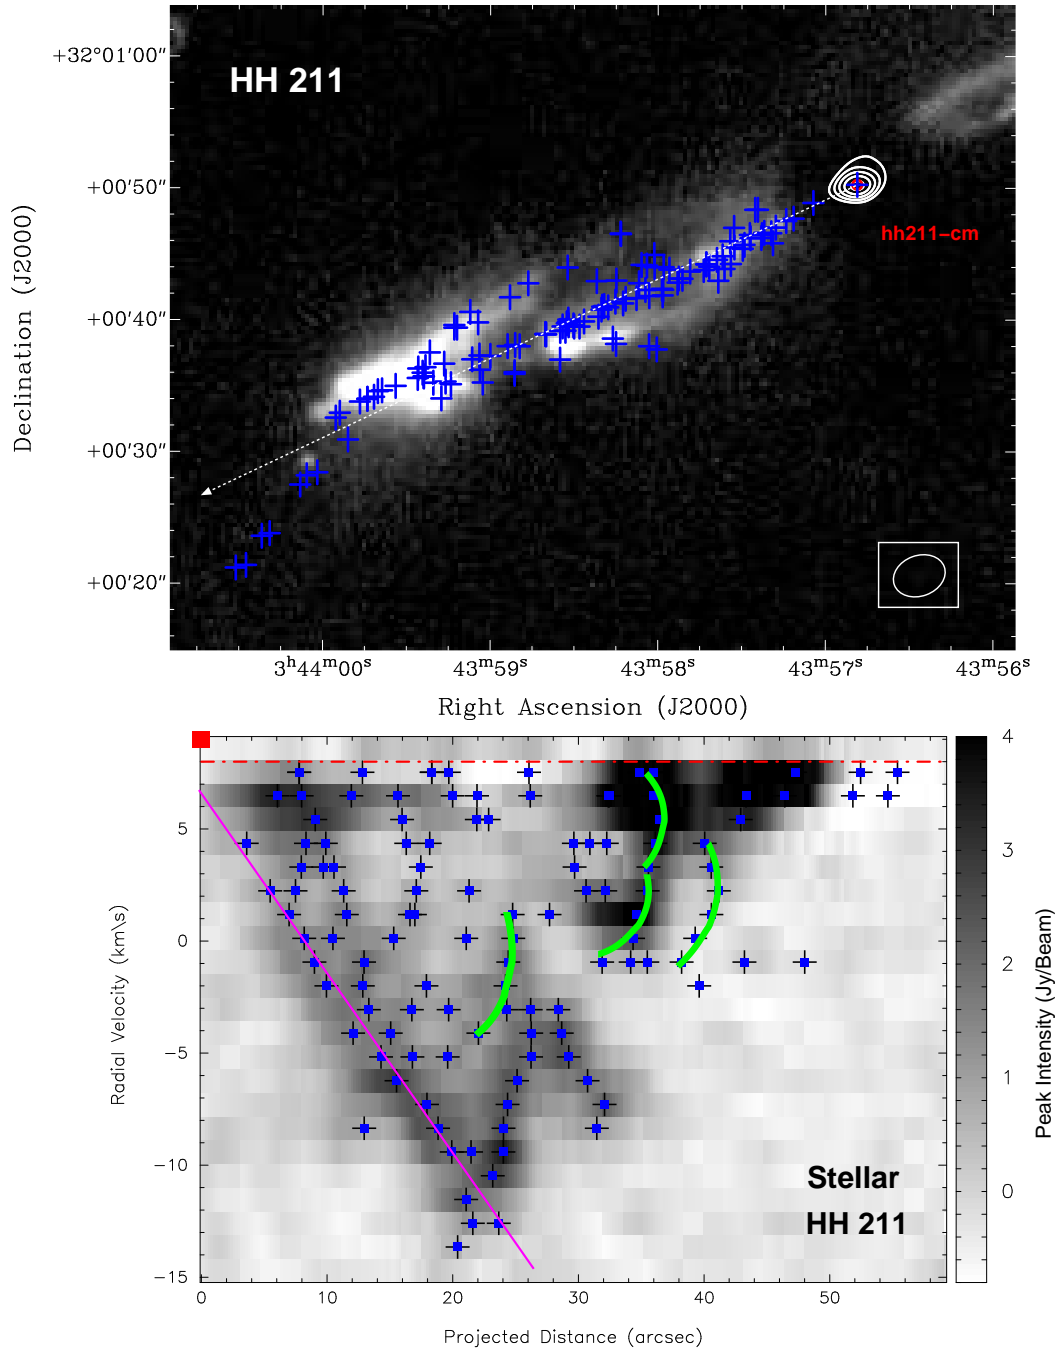 HH 211
+32°01′00″
+00′50″
+00′40″
+00′30″
+00′20″
Declination (J2000)
hh211−cm
3ʰ44ᵐ00ˢ
43ᵐ59ˢ
43ᵐ58ˢ
43ᵐ57ˢ
43ᵐ56ˢ
Right Ascension (J2000)
5
0
−5
−10
−15
Radial Velocity (km\s)
Stellar
HH 211
0
10
20
30
40
50
Projected Distance (arcsec)
4
3
2
1
0
Peak Intensity (Jy/Beam)